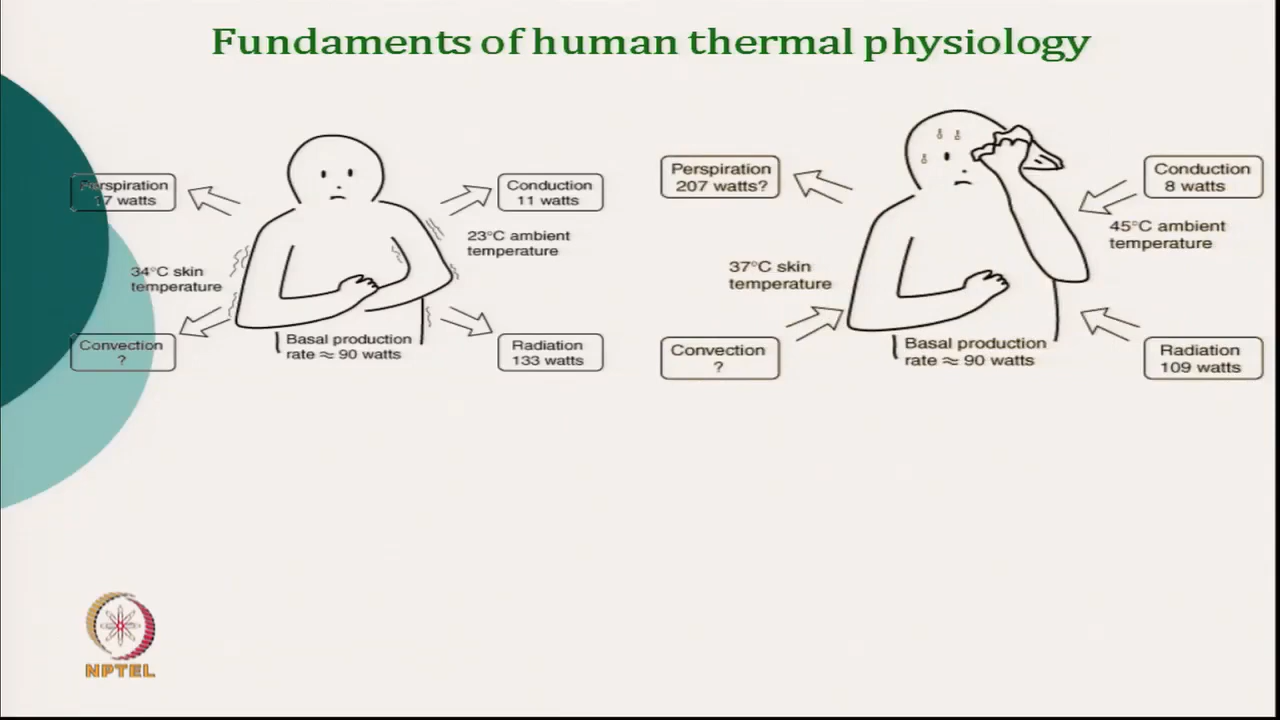 Fundaments of human thermal physiology
Perspiration
17 watts
Conduction
11 watts
23°C ambient
temperature
34°C skin
temperature
Convection
?
Basal production
rate ≈ 90 watts
Radiation
133 watts
Perspiration
207 watts?
Conduction
8 watts
45°C ambient
temperature
37°C skin
temperature
Convection
?
Basal production
rate ≈ 90 watts
Radiation
109 watts
NPTEL